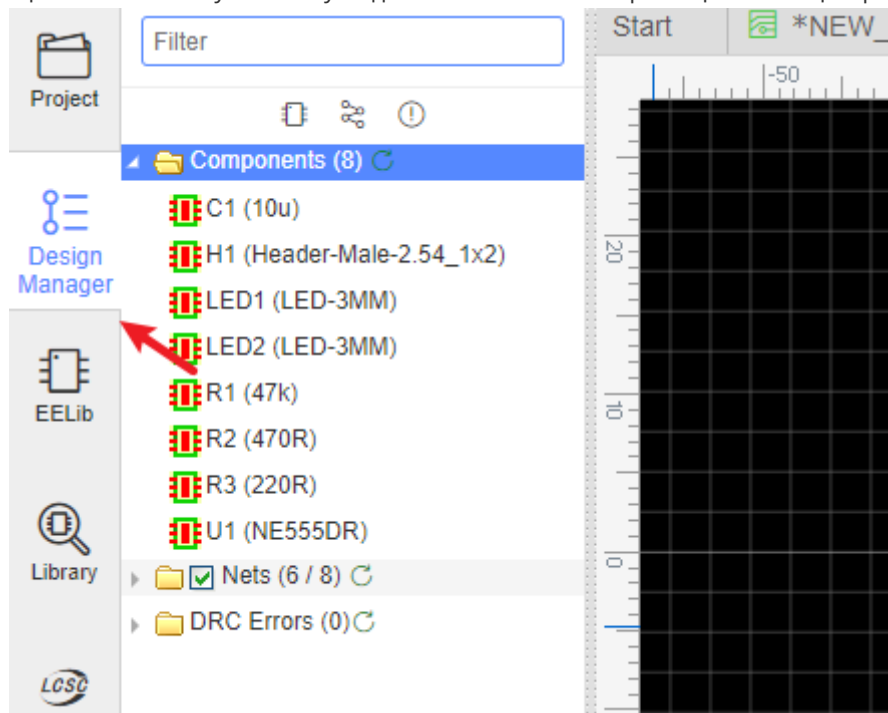 Start
*NEW_
Filter
-50
Project
Components (8)
C1 (10u)
H1 (Header-Male-2.54_1x2)
LED1 (LED-3MM)
LED2 (LED-3MM)
R1 (47k)
R2 (470R)
R3 (220R)
U1 (NE555DR)
Nets (6 / 8)
DRC Errors (0)
Design
Manager
EELib
Library
LCSC
20
10
0